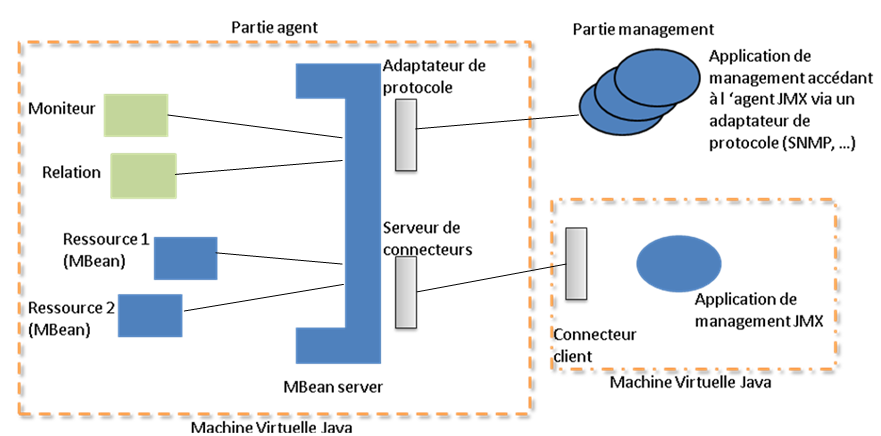 Partie agent
Partie management
Adaptateur de
protocole
Application de
management accédant
à l ‘agent JMX via un
adaptateur de
protocole (SNMP, ...)
Moniteur
Relation
Ressource 1
(MBean)
Ressource 2
(MBean)
Serveur de
connecteurs
MBean server
Machine Virtuelle Java
Connecteur
client
Application de
management JMX
Machine Virtuelle Java